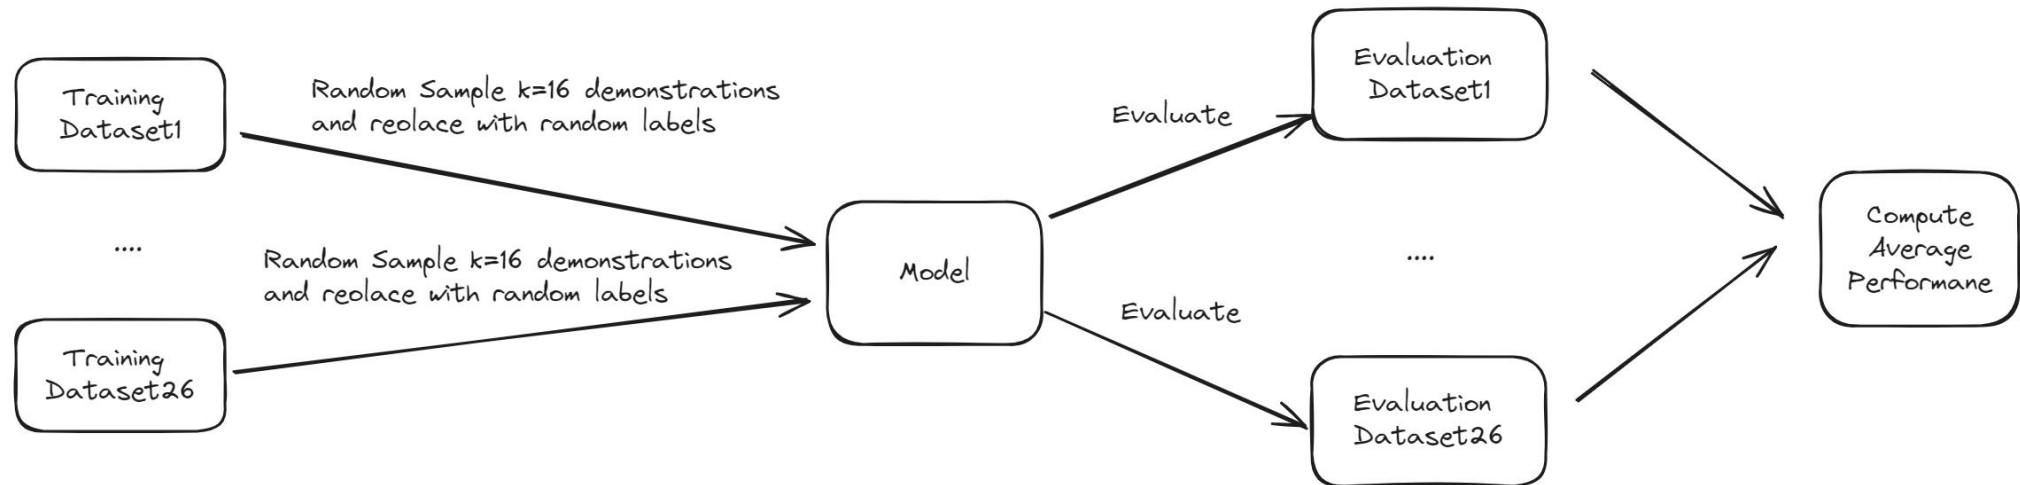 Training
Dataset1
Random Sample k=16 demonstrations
and reolace with random labels
....
Random Sample k=16 demonstrations
and reolace with random labels
Training
Dataset26
Model
Evaluate
Evaluation
Dataset1
....
Evaluate
Evaluation
Dataset26
Compute
Average
Performane